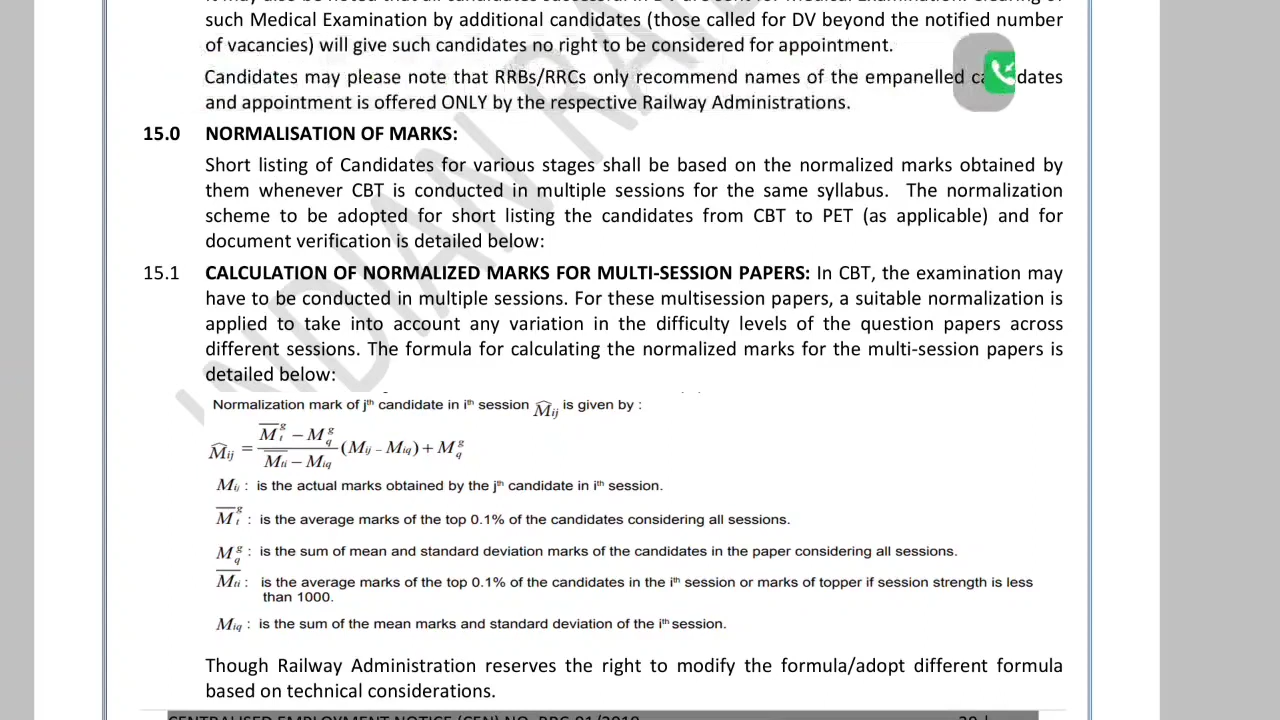 such Medical Examination by additional candidates (those called for DV beyond the notified number
of vacancies) will give such candidates no right to be considered for appointment.
Candidates may please note that RRBs/RRCs only recommend names of the empanelled ca dates
and appointment is offered ONLY by the respective Railway Administrations.
15.0 NORMALISATION OF MARKS:
Short listing of Candidates for various stages shall be based on the normalized marks obtained by
them whenever CBT is conducted in multiple sessions for the same syllabus. The normalization
scheme to be adopted for short listing the candidates from CBT to PET (as applicable) and for
document verification is detailed below:
15.1 CALCULATION OF NORMALIZED MARKS FOR MULTI-SESSION PAPERS: In CBT, the examination may
have to be conducted in multiple sessions. For these multisession papers, a suitable normalization is
applied to take into account any variation in the difficulty levels of the question papers across
different sessions. The formula for calculating the normalized marks for the multi-session papers is
detailed below:
Normalization mark of jth candidate in ith session M̂ij is given by :
M̂ij = (M̄tg − Mqg) / (M̄ti − Miq) (Mij − Miq) + Mqg
Mij : is the actual marks obtained by the jth candidate in ith session.
M̄tg : is the average marks of the top 0.1% of the candidates considering all sessions.
Mqg : is the sum of mean and standard deviation marks of the candidates in the paper considering all sessions.
M̄ti : is the average marks of the top 0.1% of the candidates in the ith session or marks of topper if session strength is less
than 1000.
Miq : is the sum of the mean marks and standard deviation of the ith session.
Though Railway Administration reserves the right to modify the formula/adopt different formula
based on technical considerations.